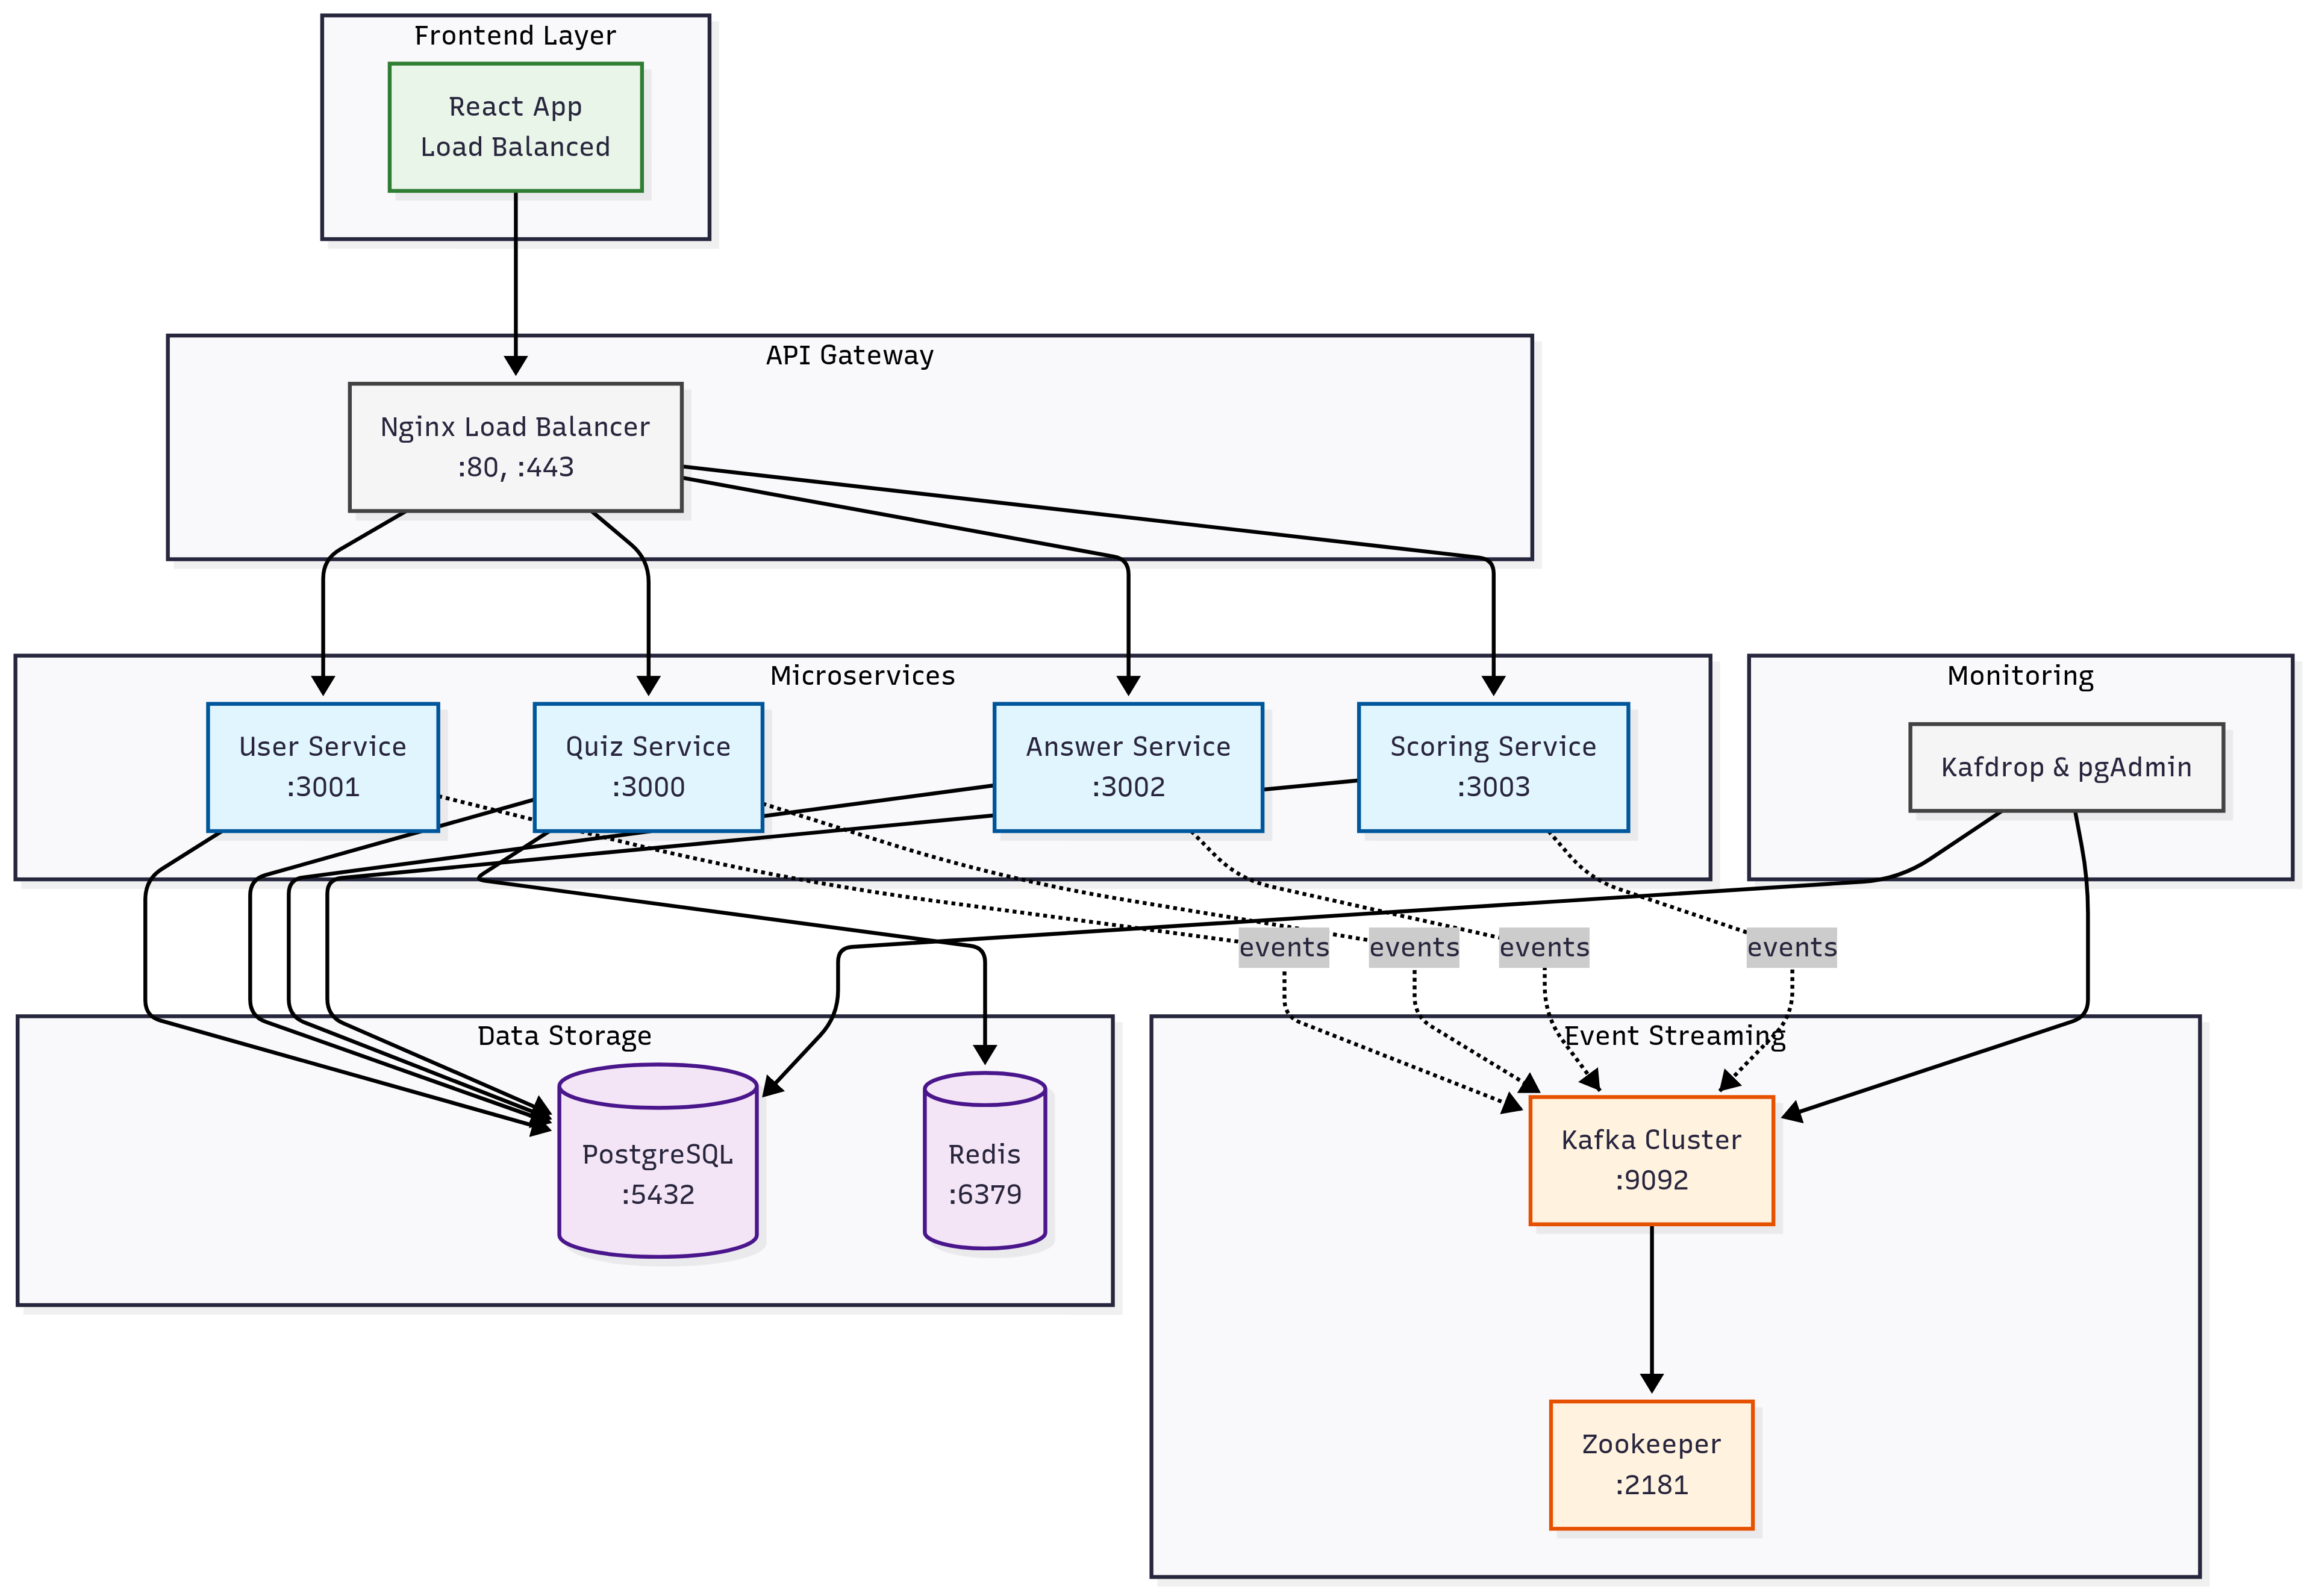 Frontend Layer
React App
Load Balanced
API Gateway
Nginx Load Balancer
:80, :443
Microservices
User Service
:3001
Quiz Service
:3000
Answer Service
:3002
Scoring Service
:3003
Monitoring
Kafdrop & pgAdmin
events
events
events
events
Data Storage
PostgreSQL
:5432
Redis
:6379
Event Streaming
Kafka Cluster
:9092
Zookeeper
:2181